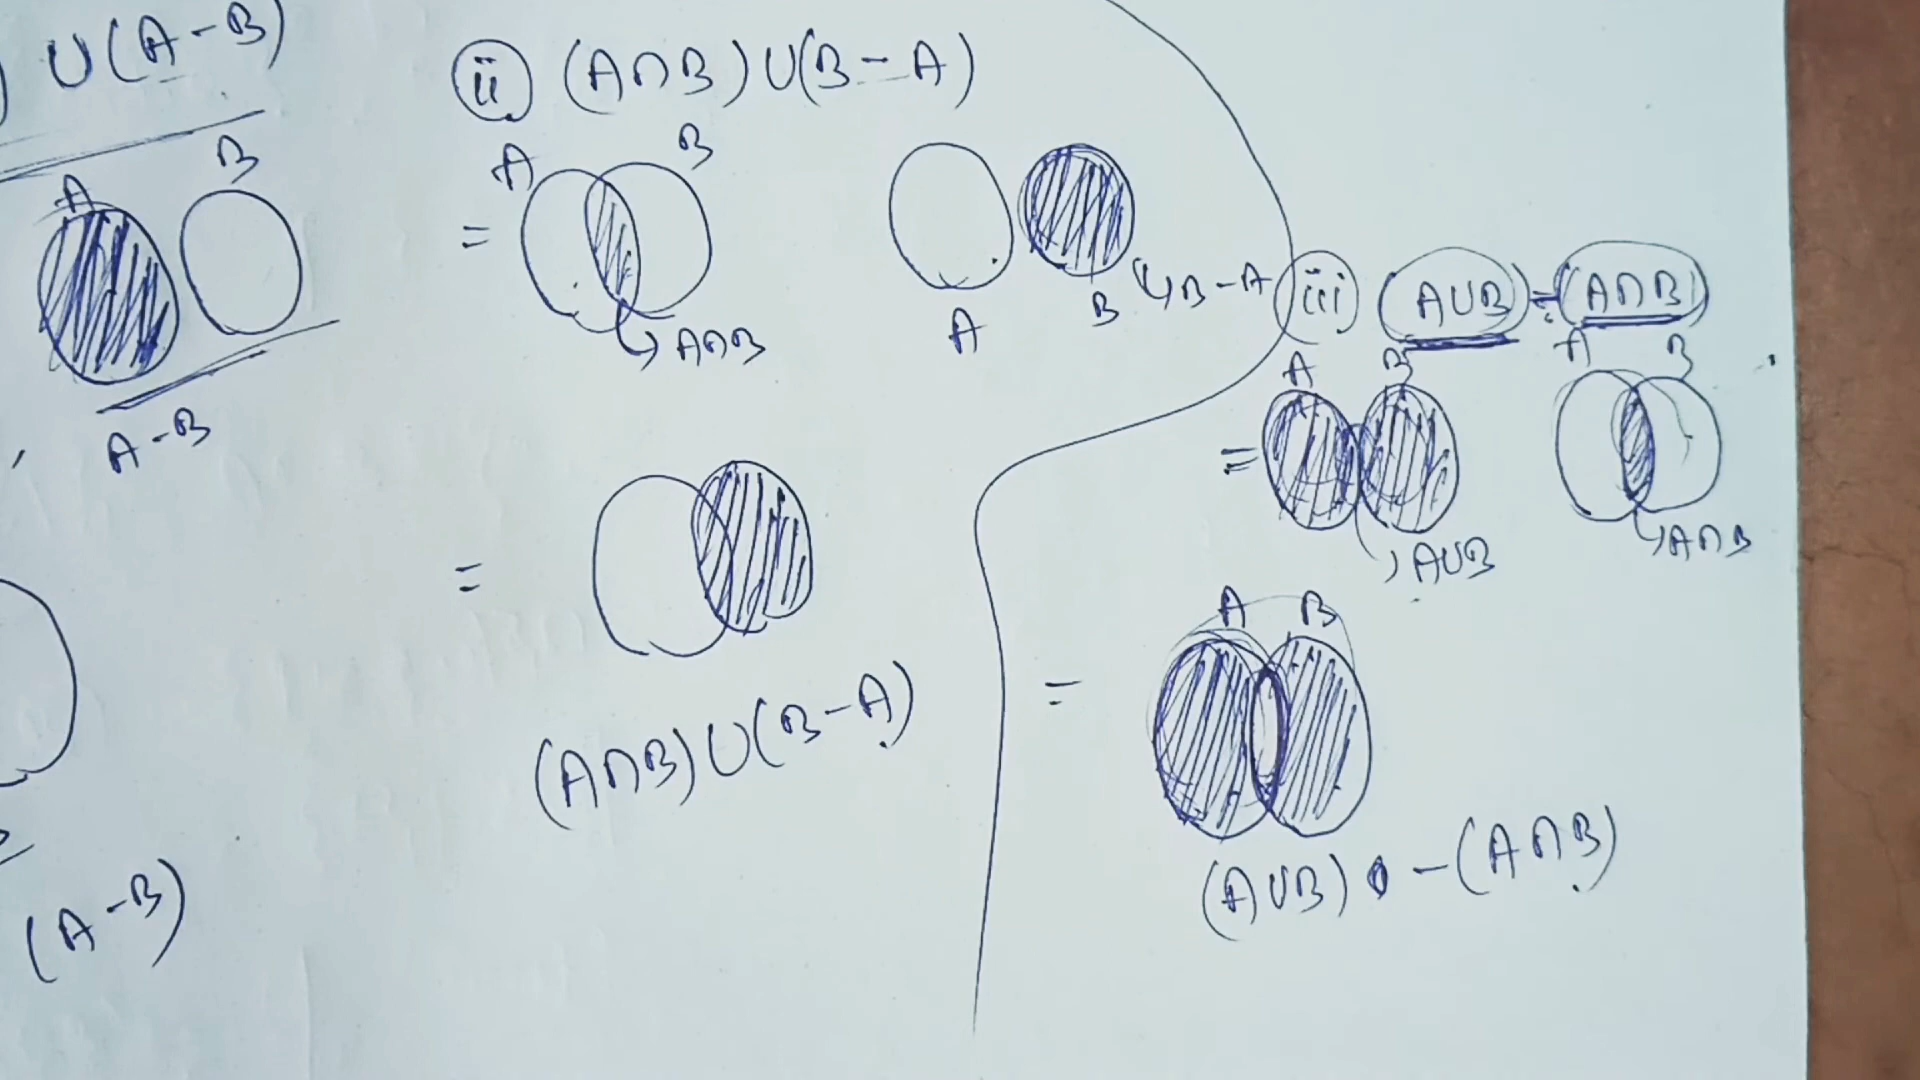 U(A-B)
A B
A-B
(A-B)
ii (A∩B)U(B-A)
A B
=
A∩B
A B
B-A
=
(A∩B)U(B-A)
iii (AUB)-(A∩B)
A B
=
AUB
A B
A∩B
A B
=
(AUB) -(A∩B)